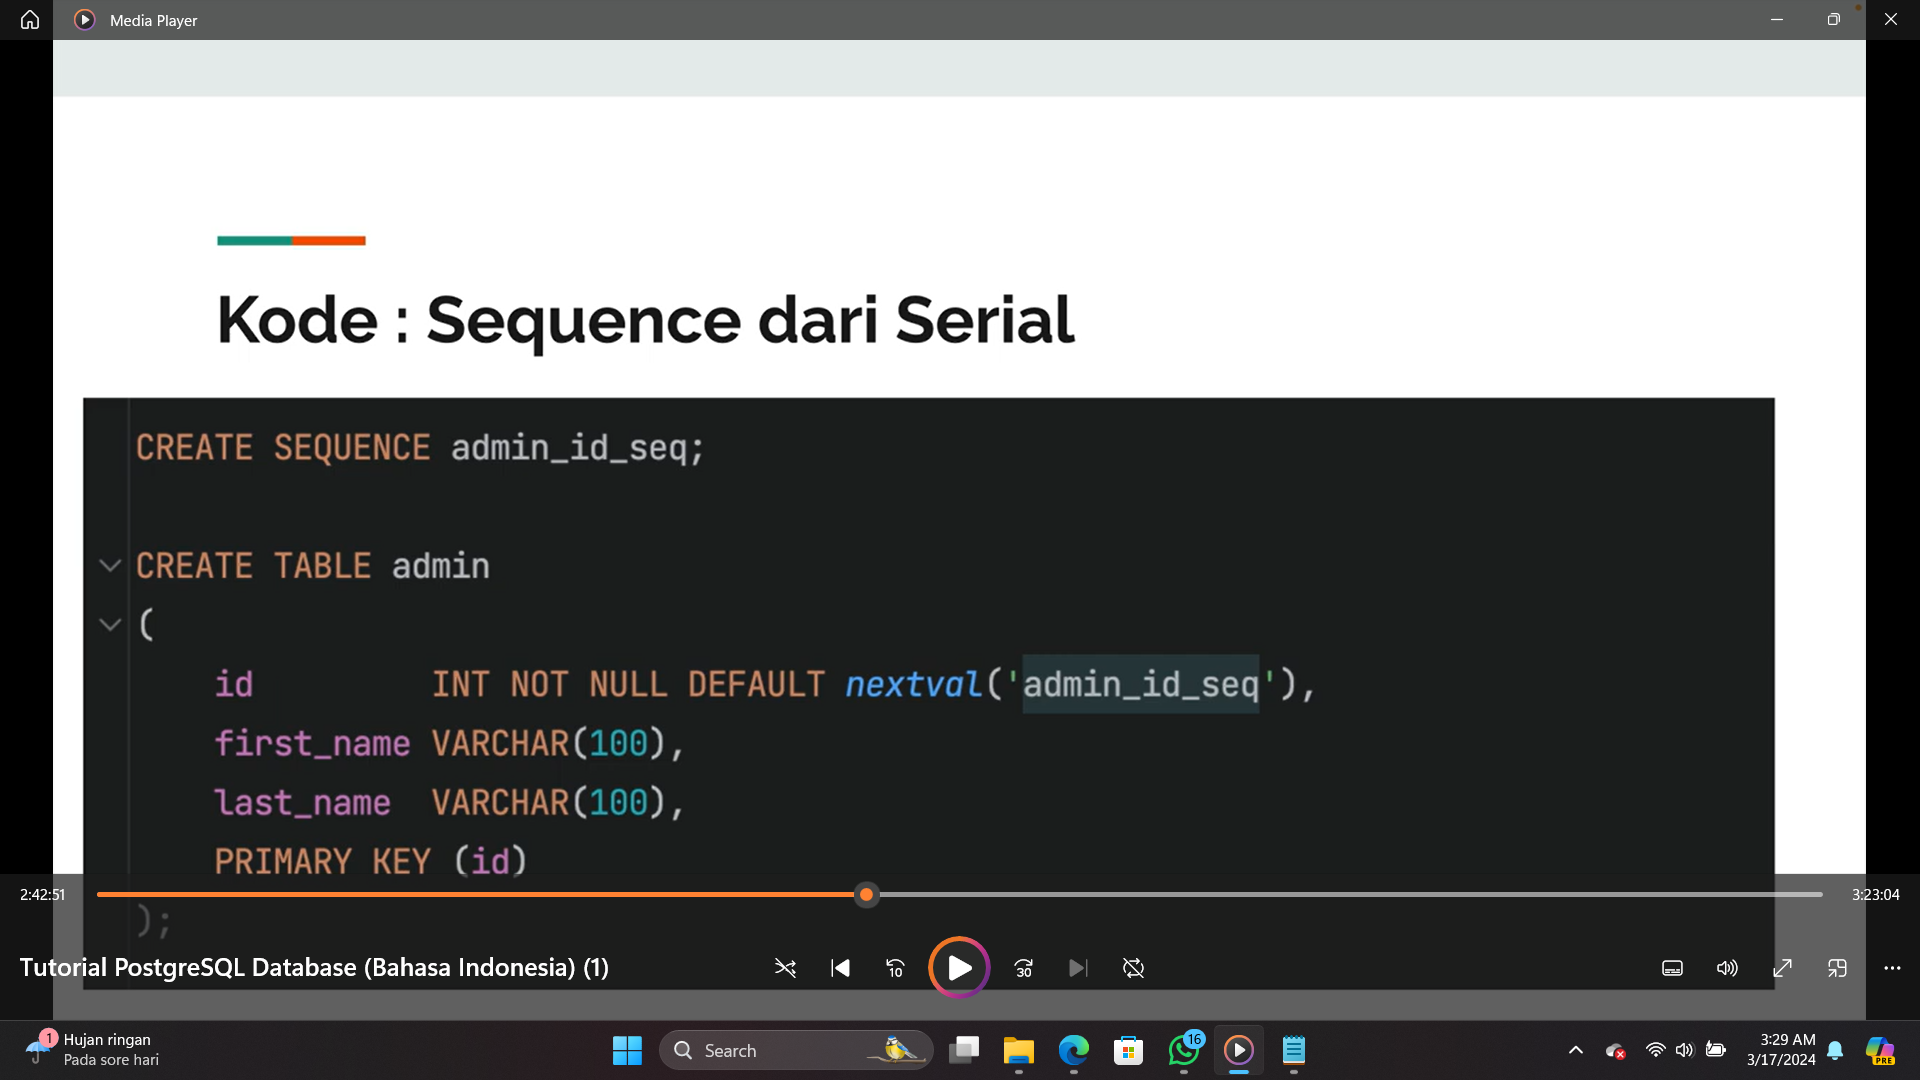 Media Player
Kode : Sequence dari Serial
CREATE SEQUENCE admin_id_seq;
CREATE TABLE admin
(
id INT NOT NULL DEFAULT nextval('admin_id_seq'),
first_name VARCHAR(100),
last_name VARCHAR(100),
PRIMARY KEY (id)
2:42:51
3:23:04
);
Tutorial PostgreSQL Database (Bahasa Indonesia) (1)
10
30
1
Hujan ringan
Pada sore hari
Search
16
3:29 AM
3/17/2024
PRE